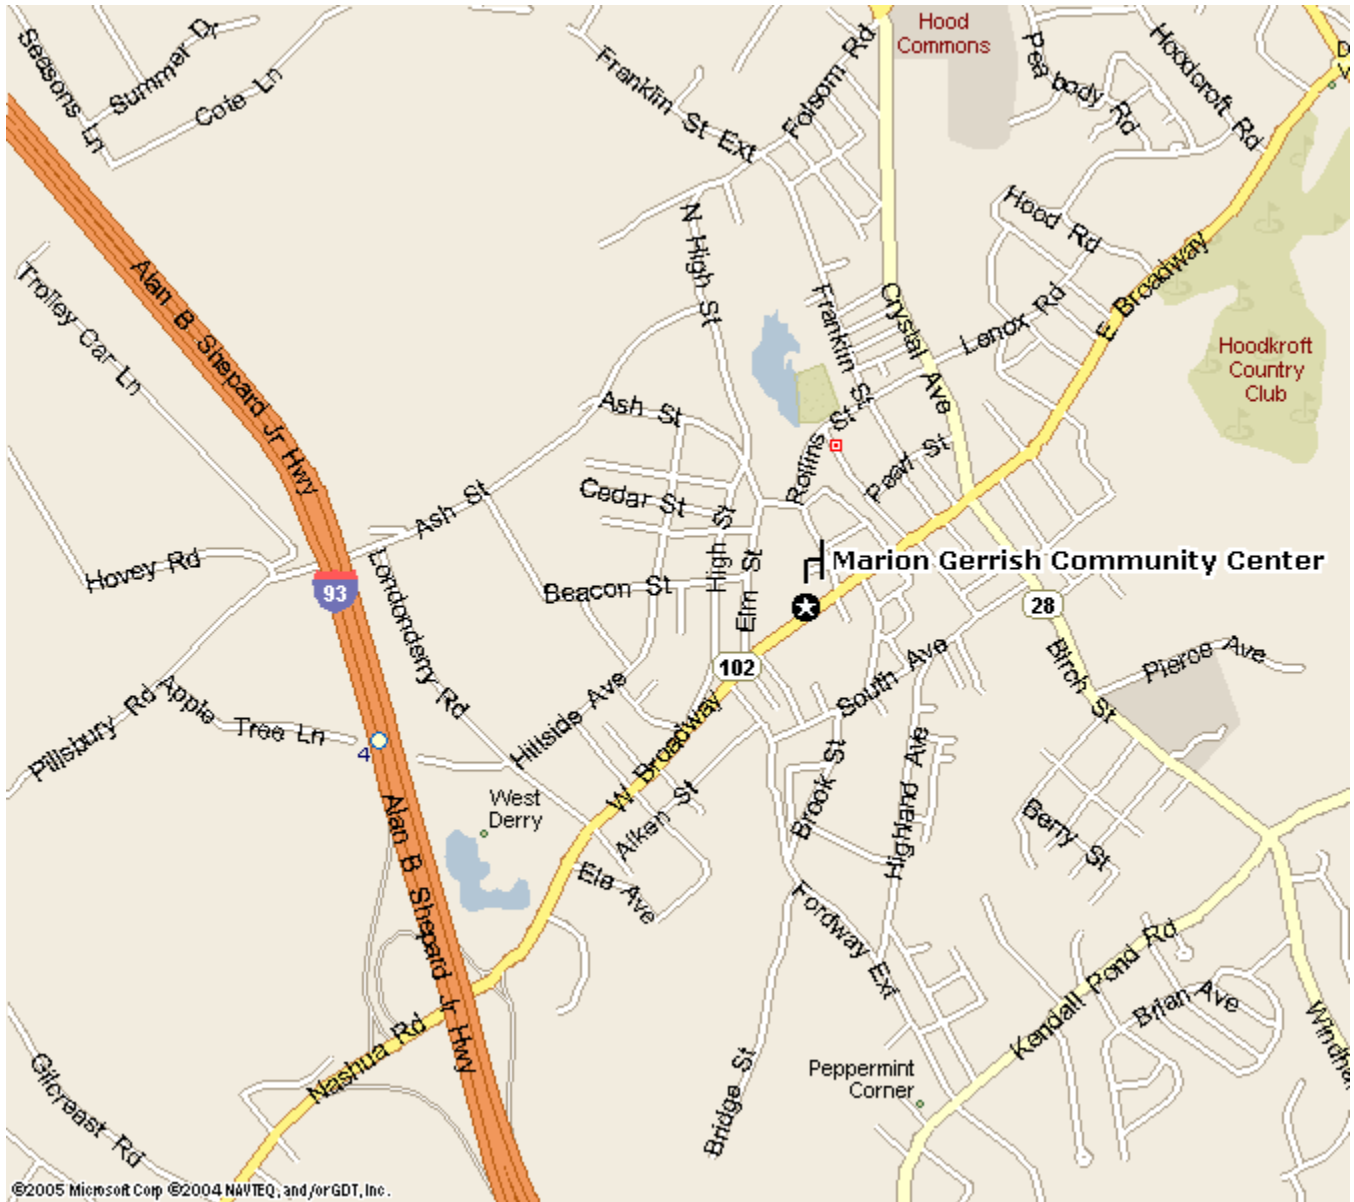 Hood
Commons
Seasons Ln
Summer Dr
Cote Ln
Franklin St Ext
Folsom Rd
Peabody Rd
Hoodcroft Rd
Hood Rd
N High St
Trolley Car Ln
Alan B Shepard Jr Hwy
Franklin St
Crystal Ave
Lenox Rd
E Broadway
Hoodkroft
Country
Club
Ash St
Rollins St
Pearl St
Cedar St
Ash St
High St
Elm St
Hovey Rd
Londonderry Rd
Beacon St
Marion Gerrish Community Center
93
28
102
Pillsbury Rd
Apple Tree Ln
Hillside Ave
W Broadway
South Ave
Birch St
Pierce Ave
4
West
Derry
Aiken St
Brook St
Highland Ave
Berry St
Ela Ave
Alan B Shepard Jr Hwy
Fordway Ext
Kendall Pond Rd
Brian Ave
Windha
Nashua Rd
Gilcreast Rd
Bridge St
Peppermint
Corner
D
V
©2005 Microsoft Corp ©2004 NAVTEQ, and/or GDT, Inc.